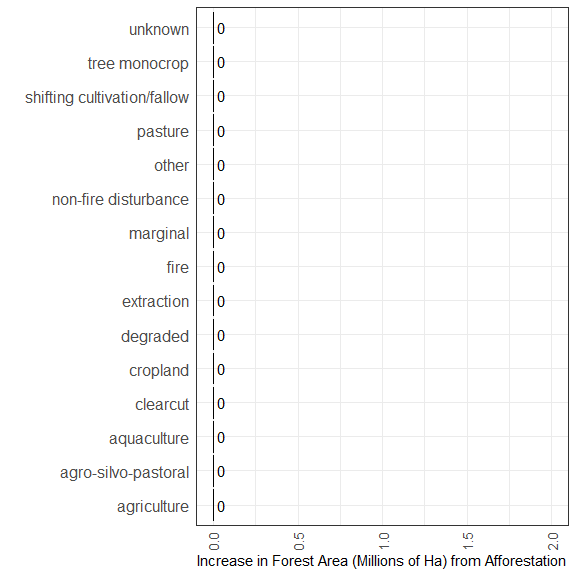 unknown 0
tree monocrop 0
shifting cultivation/fallow 0
pasture 0
other 0
non-fire disturbance 0
marginal 0
fire 0
extraction 0
degraded 0
cropland 0
clearcut 0
aquaculture 0
agro-silvo-pastoral 0
agriculture 0
0.0 0.5 1.0 1.5 2.0
Increase in Forest Area (Millions of Ha) from Afforestation